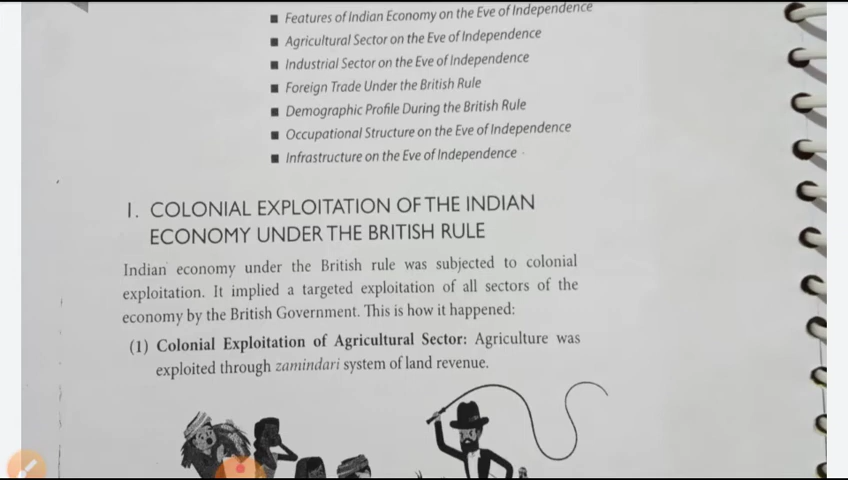 ■ Features of Indian Economy on the Eve of Independence
■ Agricultural Sector on the Eve of Independence
■ Industrial Sector on the Eve of Independence
■ Foreign Trade Under the British Rule
■ Demographic Profile During the British Rule
■ Occupational Structure on the Eve of Independence
■ Infrastructure on the Eve of Independence
1. COLONIAL EXPLOITATION OF THE INDIAN
ECONOMY UNDER THE BRITISH RULE
Indian economy under the British rule was subjected to colonial
exploitation. It implied a targeted exploitation of all sectors of the
economy by the British Government. This is how it happened:
(1) Colonial Exploitation of Agricultural Sector: Agriculture was
exploited through zamindari system of land revenue.